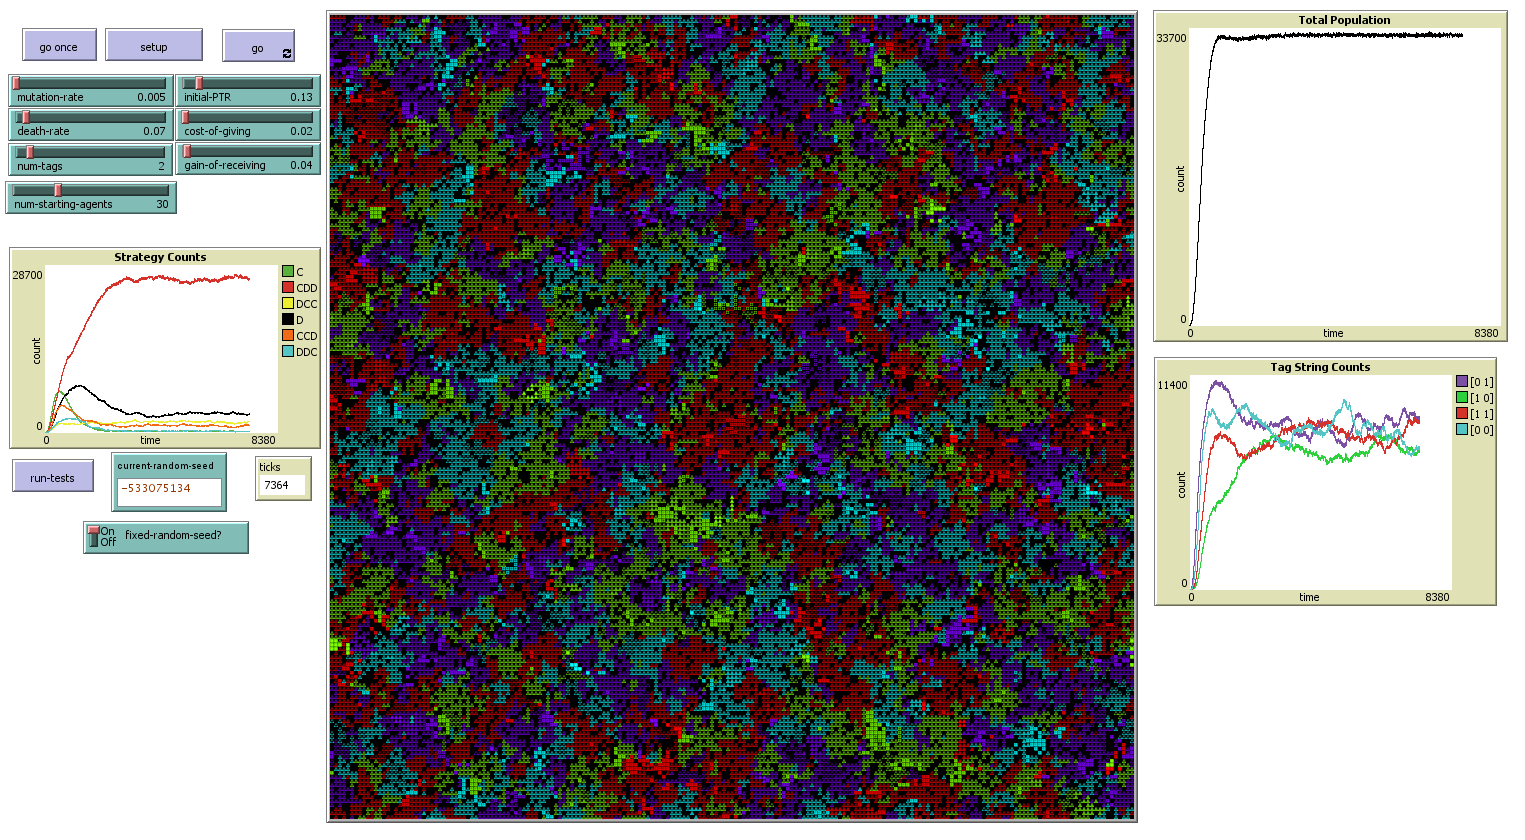 go once
setup
go
mutation-rate 0.005
initial-PTR 0.13
death-rate 0.07
cost-of-giving 0.02
num-tags 2
gain-of-receiving 0.04
num-starting-agents 30
Strategy Counts
28700
count
0
0
time
8380
C
CDD
DCC
D
CCD
DDC
run-tests
current-random-seed
-533075134
ticks
7364
On
Off
fixed-random-seed?
Total Population
33700
count
0
0
time
8380
Tag String Counts
11400
count
0
0
time
8380
[0 1]
[1 0]
[1 1]
[0 0]